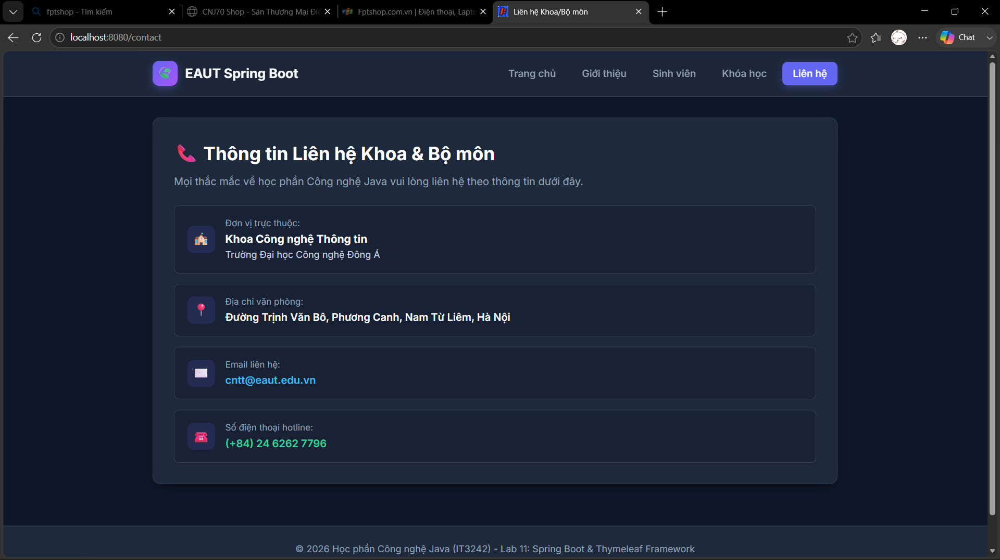 fptshop - Tìm kiếm
CNJ70 Shop - Sàn Thương Mại Điệ
Fptshop.com.vn | Điện thoại, Lapto
Liên hệ Khoa/Bộ môn
localhost:8080/contact
Chat
EAUT Spring Boot
Trang chủ
Giới thiệu
Sinh viên
Khóa học
Liên hệ
Thông tin Liên hệ Khoa & Bộ môn
Mọi thắc mắc về học phần Công nghệ Java vui lòng liên hệ theo thông tin dưới đây.
Đơn vị trực thuộc:
Khoa Công nghệ Thông tin
Trường Đại học Công nghệ Đông Á
Địa chỉ văn phòng:
Đường Trịnh Văn Bô, Phương Canh, Nam Từ Liêm, Hà Nội
Email liên hệ:
cntt@eaut.edu.vn
Số điện thoại hotline:
(+84) 24 6262 7796
© 2026 Học phần Công nghệ Java (IT3242) - Lab 11: Spring Boot & Thymeleaf Framework